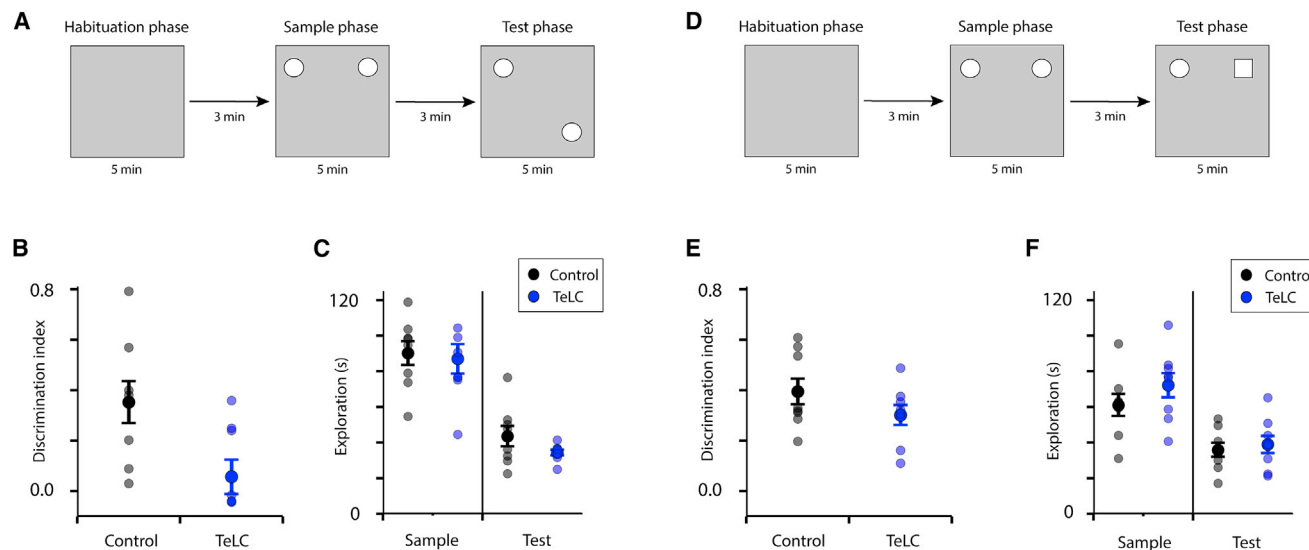 A
Habituation phase Sample phase Test phase
3 min 3 min
5 min 5 min 5 min
D
Habituation phase Sample phase Test phase
3 min 3 min
5 min 5 min 5 min
B
Discrimination index
0.8
0.0
Control TeLC
C
Control
TeLC
Exploration (s)
120
0
Sample Test
E
Discrimination index
0.8
0.0
Control TeLC
F
Contro
TeLC
Exploration (s)
120
0
Sample Test